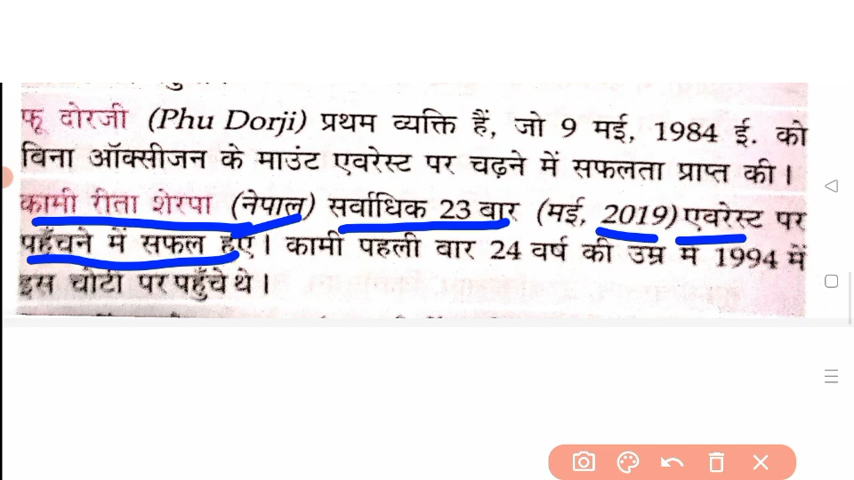 फू दोरजी (Phu Dorji) प्रथम व्यक्ति हैं, जो 9 मई, 1984 ई. को
विना ऑक्सीजन के माउंट एवरेस्ट पर चढ़ने में सफलता प्राप्त की।
कामी रीता शेरपा (नेपाल) सर्वाधिक 23 वार (मई, 2019) एवरेस्ट पर
पहुँचने में सफल हुए। कामी पहली वार 24 वर्ष की उम्र में 1994 में
इस चोटी पर पहुँचे थे।